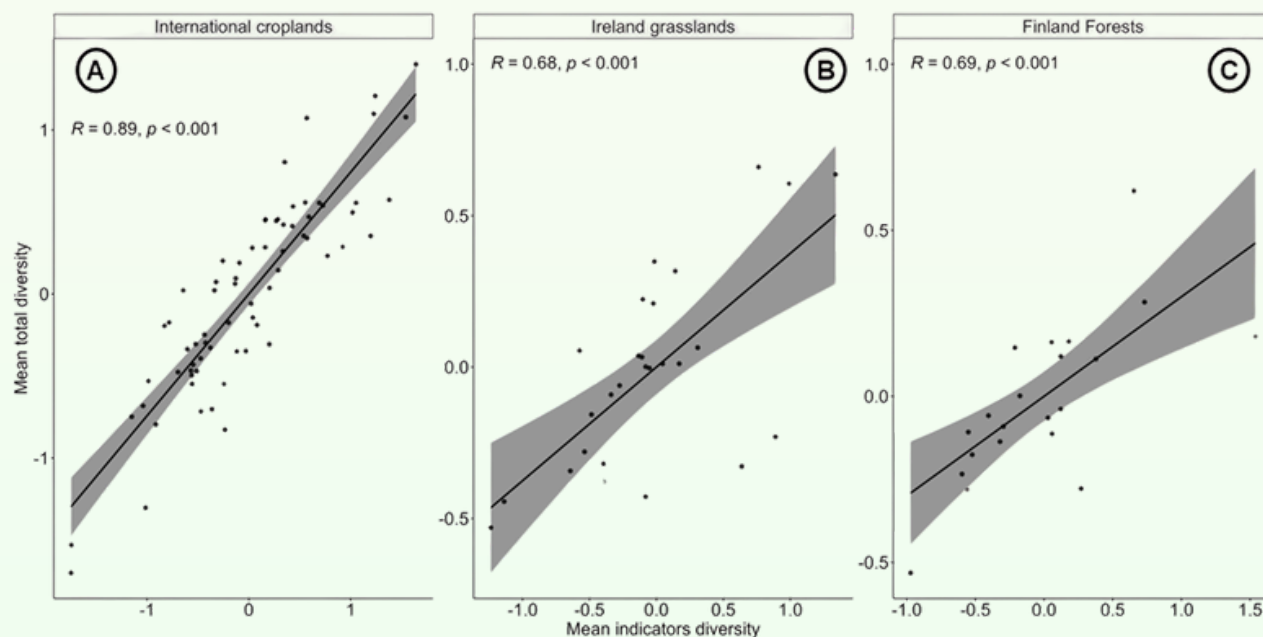 International croplands
Ireland grasslands
Finland Forests
A
R = 0.89, p < 0.001
B
R = 0.68, p < 0.001
C
R = 0.69, p < 0.001
Mean total diversity
1
0
-1
1.0
0.5
0.0
-0.5
1.0
0.5
0.0
-0.5
-1 0 1
-1.0 -0.5 0.0 0.5 1.0
-1.0 -0.5 0.0 0.5 1.0 1.5
Mean indicators diversity